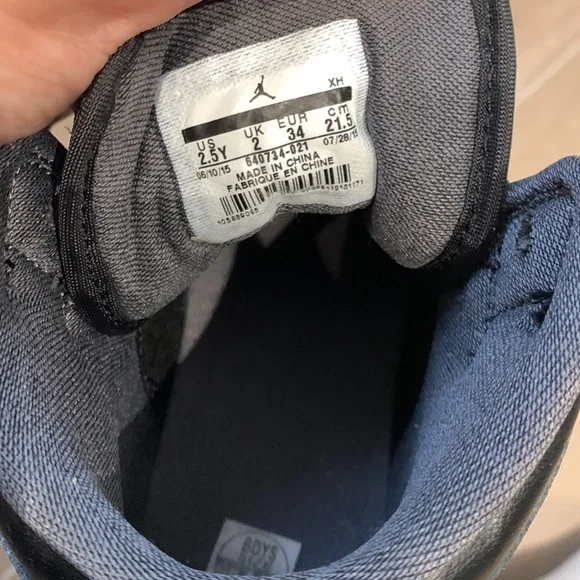 XH
US UK EUR cm
2.5Y 2 34 21.5
640734-021
06/10/15 07/28/15
MADE IN CHINA
FABRIQUE EN CHINE
BOYS